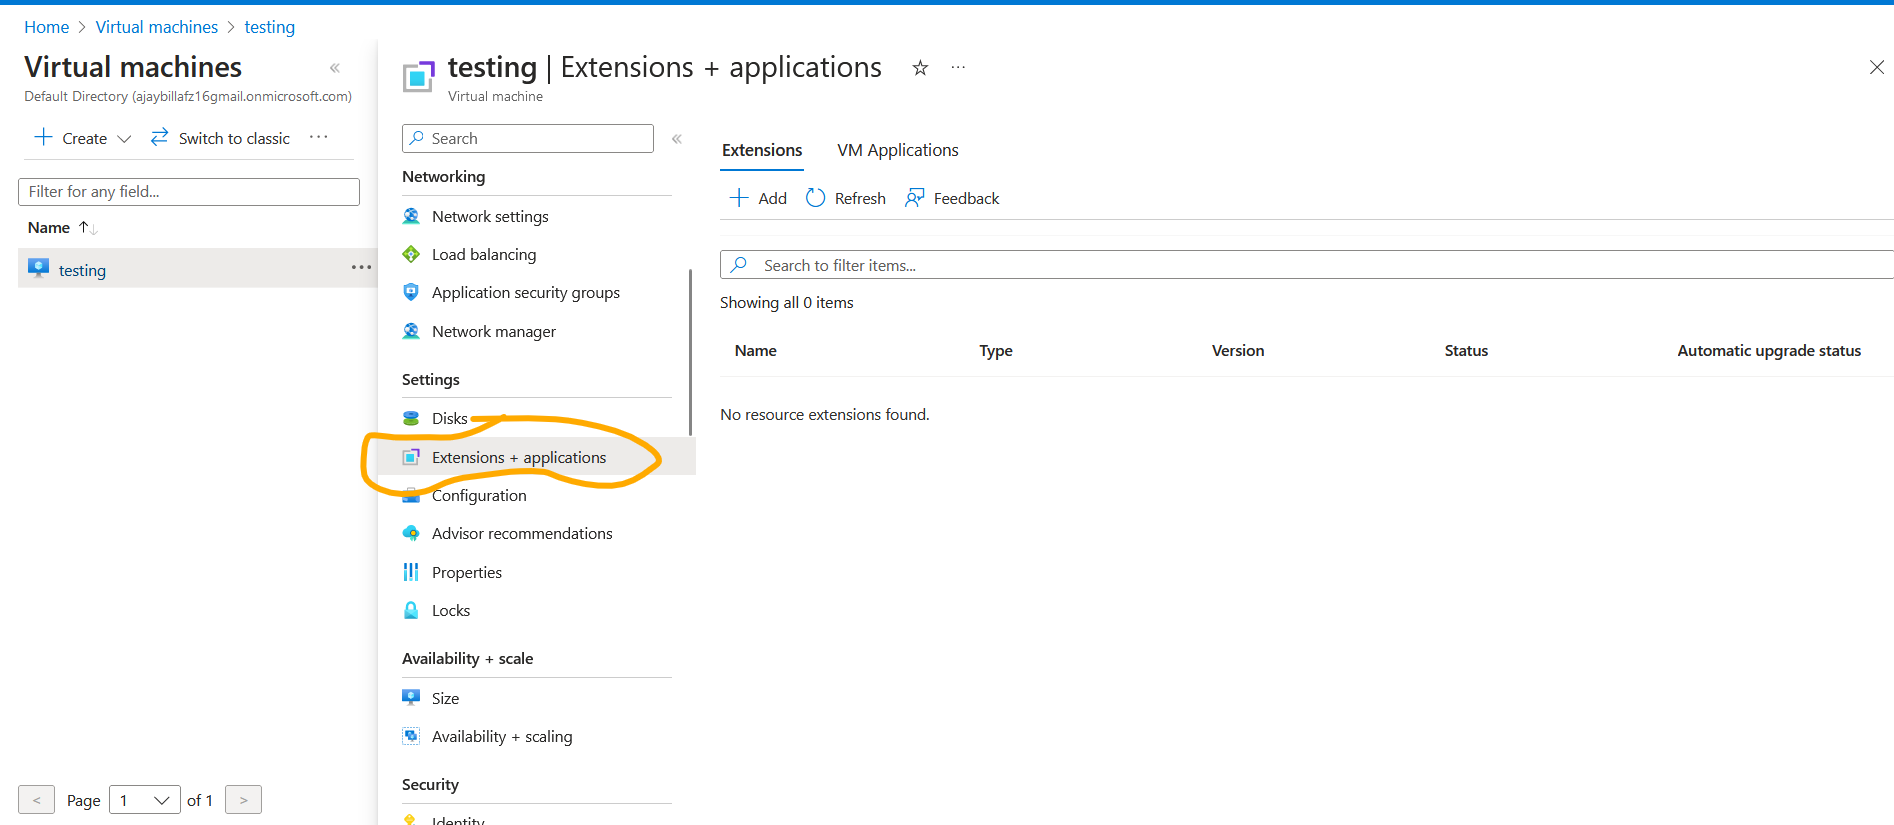 Home > Virtual machines > testing
Virtual machines
Default Directory (ajaybillafz16gmail.onmicrosoft.com)
Create
Switch to classic
Filter for any field...
Name
testing
Page 1 of 1
testing | Extensions + applications
Virtual machine
Search
Networking
Network settings
Load balancing
Application security groups
Network manager
Settings
Disks
Extensions + applications
Configuration
Advisor recommendations
Properties
Locks
Availability + scale
Size
Availability + scaling
Security
Identity
Extensions VM Applications
Add Refresh Feedback
Search to filter items...
Showing all 0 items
Name Type Version Status Automatic upgrade status
No resource extensions found.